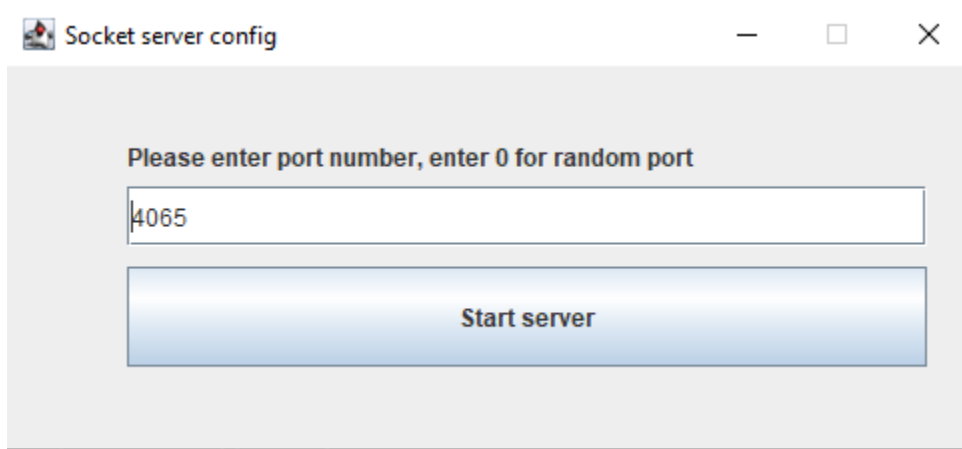 Socket server config
Please enter port number, enter 0 for random port
4065
Start server